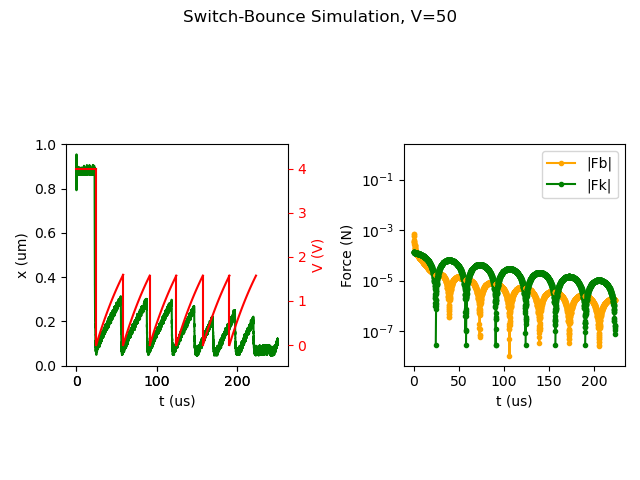 Switch-Bounce Simulation, V=50
1.0
0.8
0.6
0.4
0.2
0.0
x (um)
0 100 200
0
t (us)
4
3
2
1
0
V (V)
10⁻¹
10⁻³
10⁻⁵
10⁻⁷
Force (N)
|Fb|
|Fk|
0 50 100 150 200
t (us)